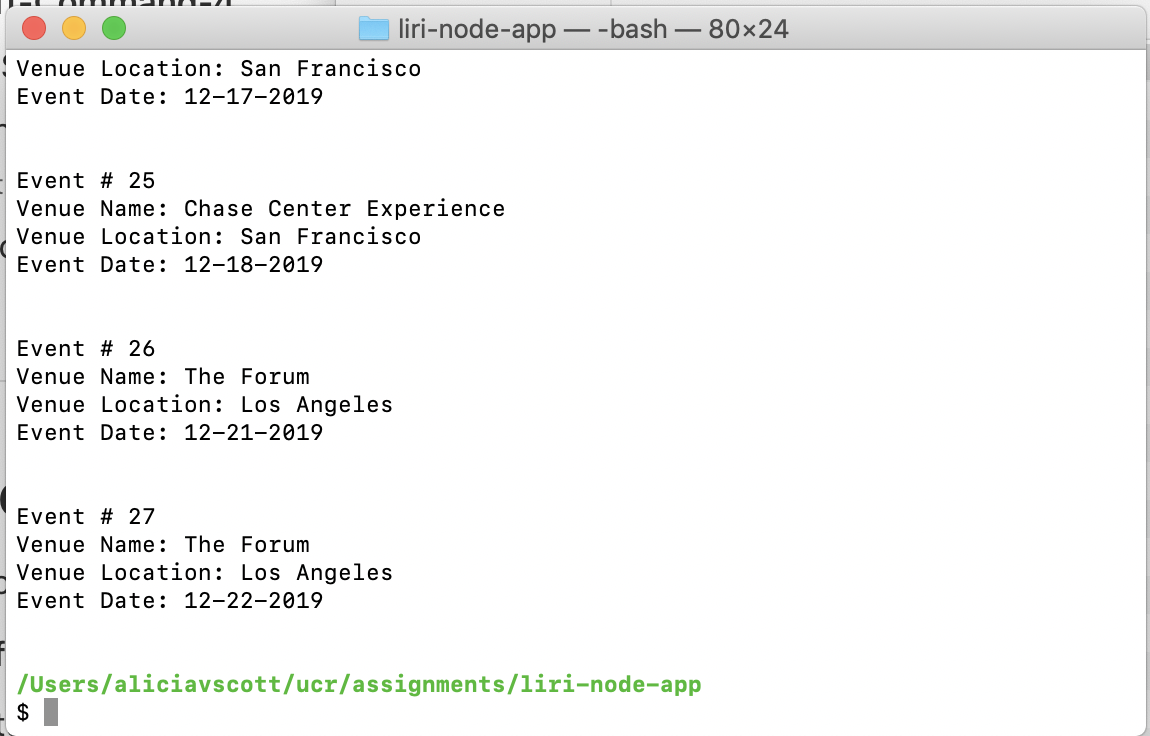 liri-node-app — -bash — 80×24
Venue Location: San Francisco
Event Date: 12-17-2019
Event # 25
Venue Name: Chase Center Experience
Venue Location: San Francisco
Event Date: 12-18-2019
Event # 26
Venue Name: The Forum
Venue Location: Los Angeles
Event Date: 12-21-2019
Event # 27
Venue Name: The Forum
Venue Location: Los Angeles
Event Date: 12-22-2019
/Users/aliciavscott/ucr/assignments/liri-node-app
$